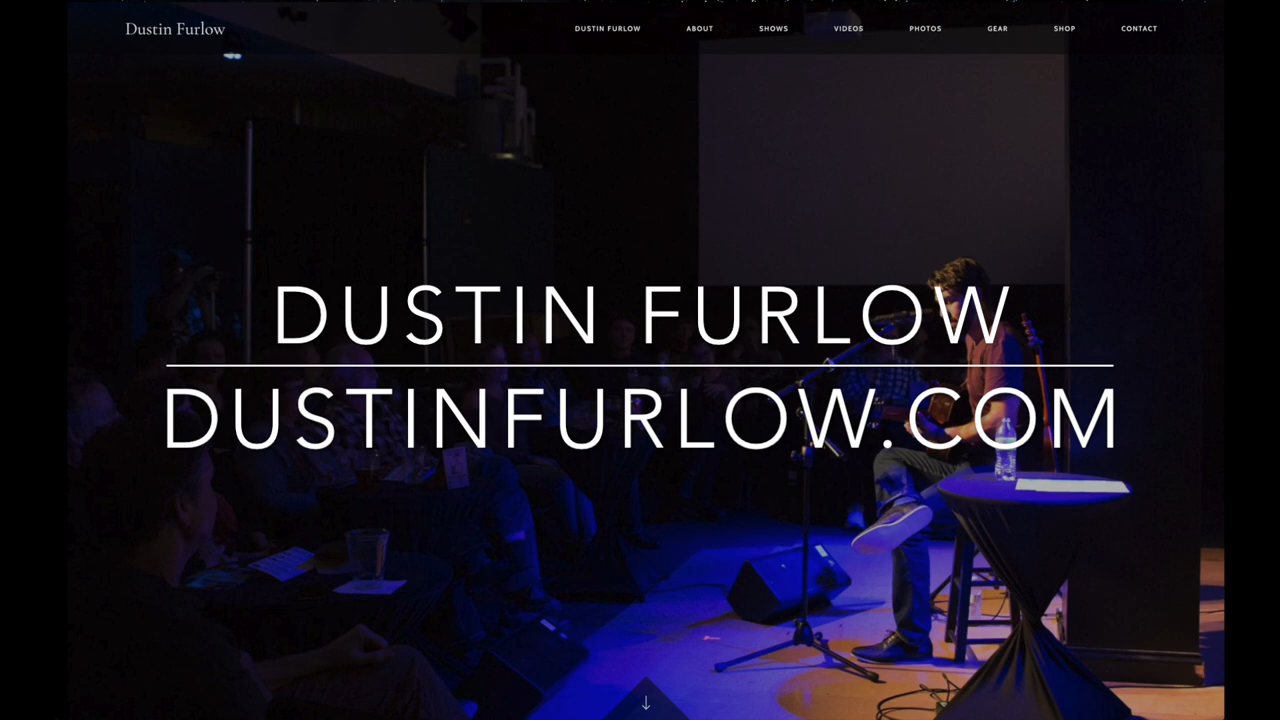 Dustin Furlow
DUSTIN FURLOW ABOUT SHOWS VIDEOS PHOTOS GEAR SHOP CONTACT
DUSTIN FURLOW
DUSTINFURLOW.COM